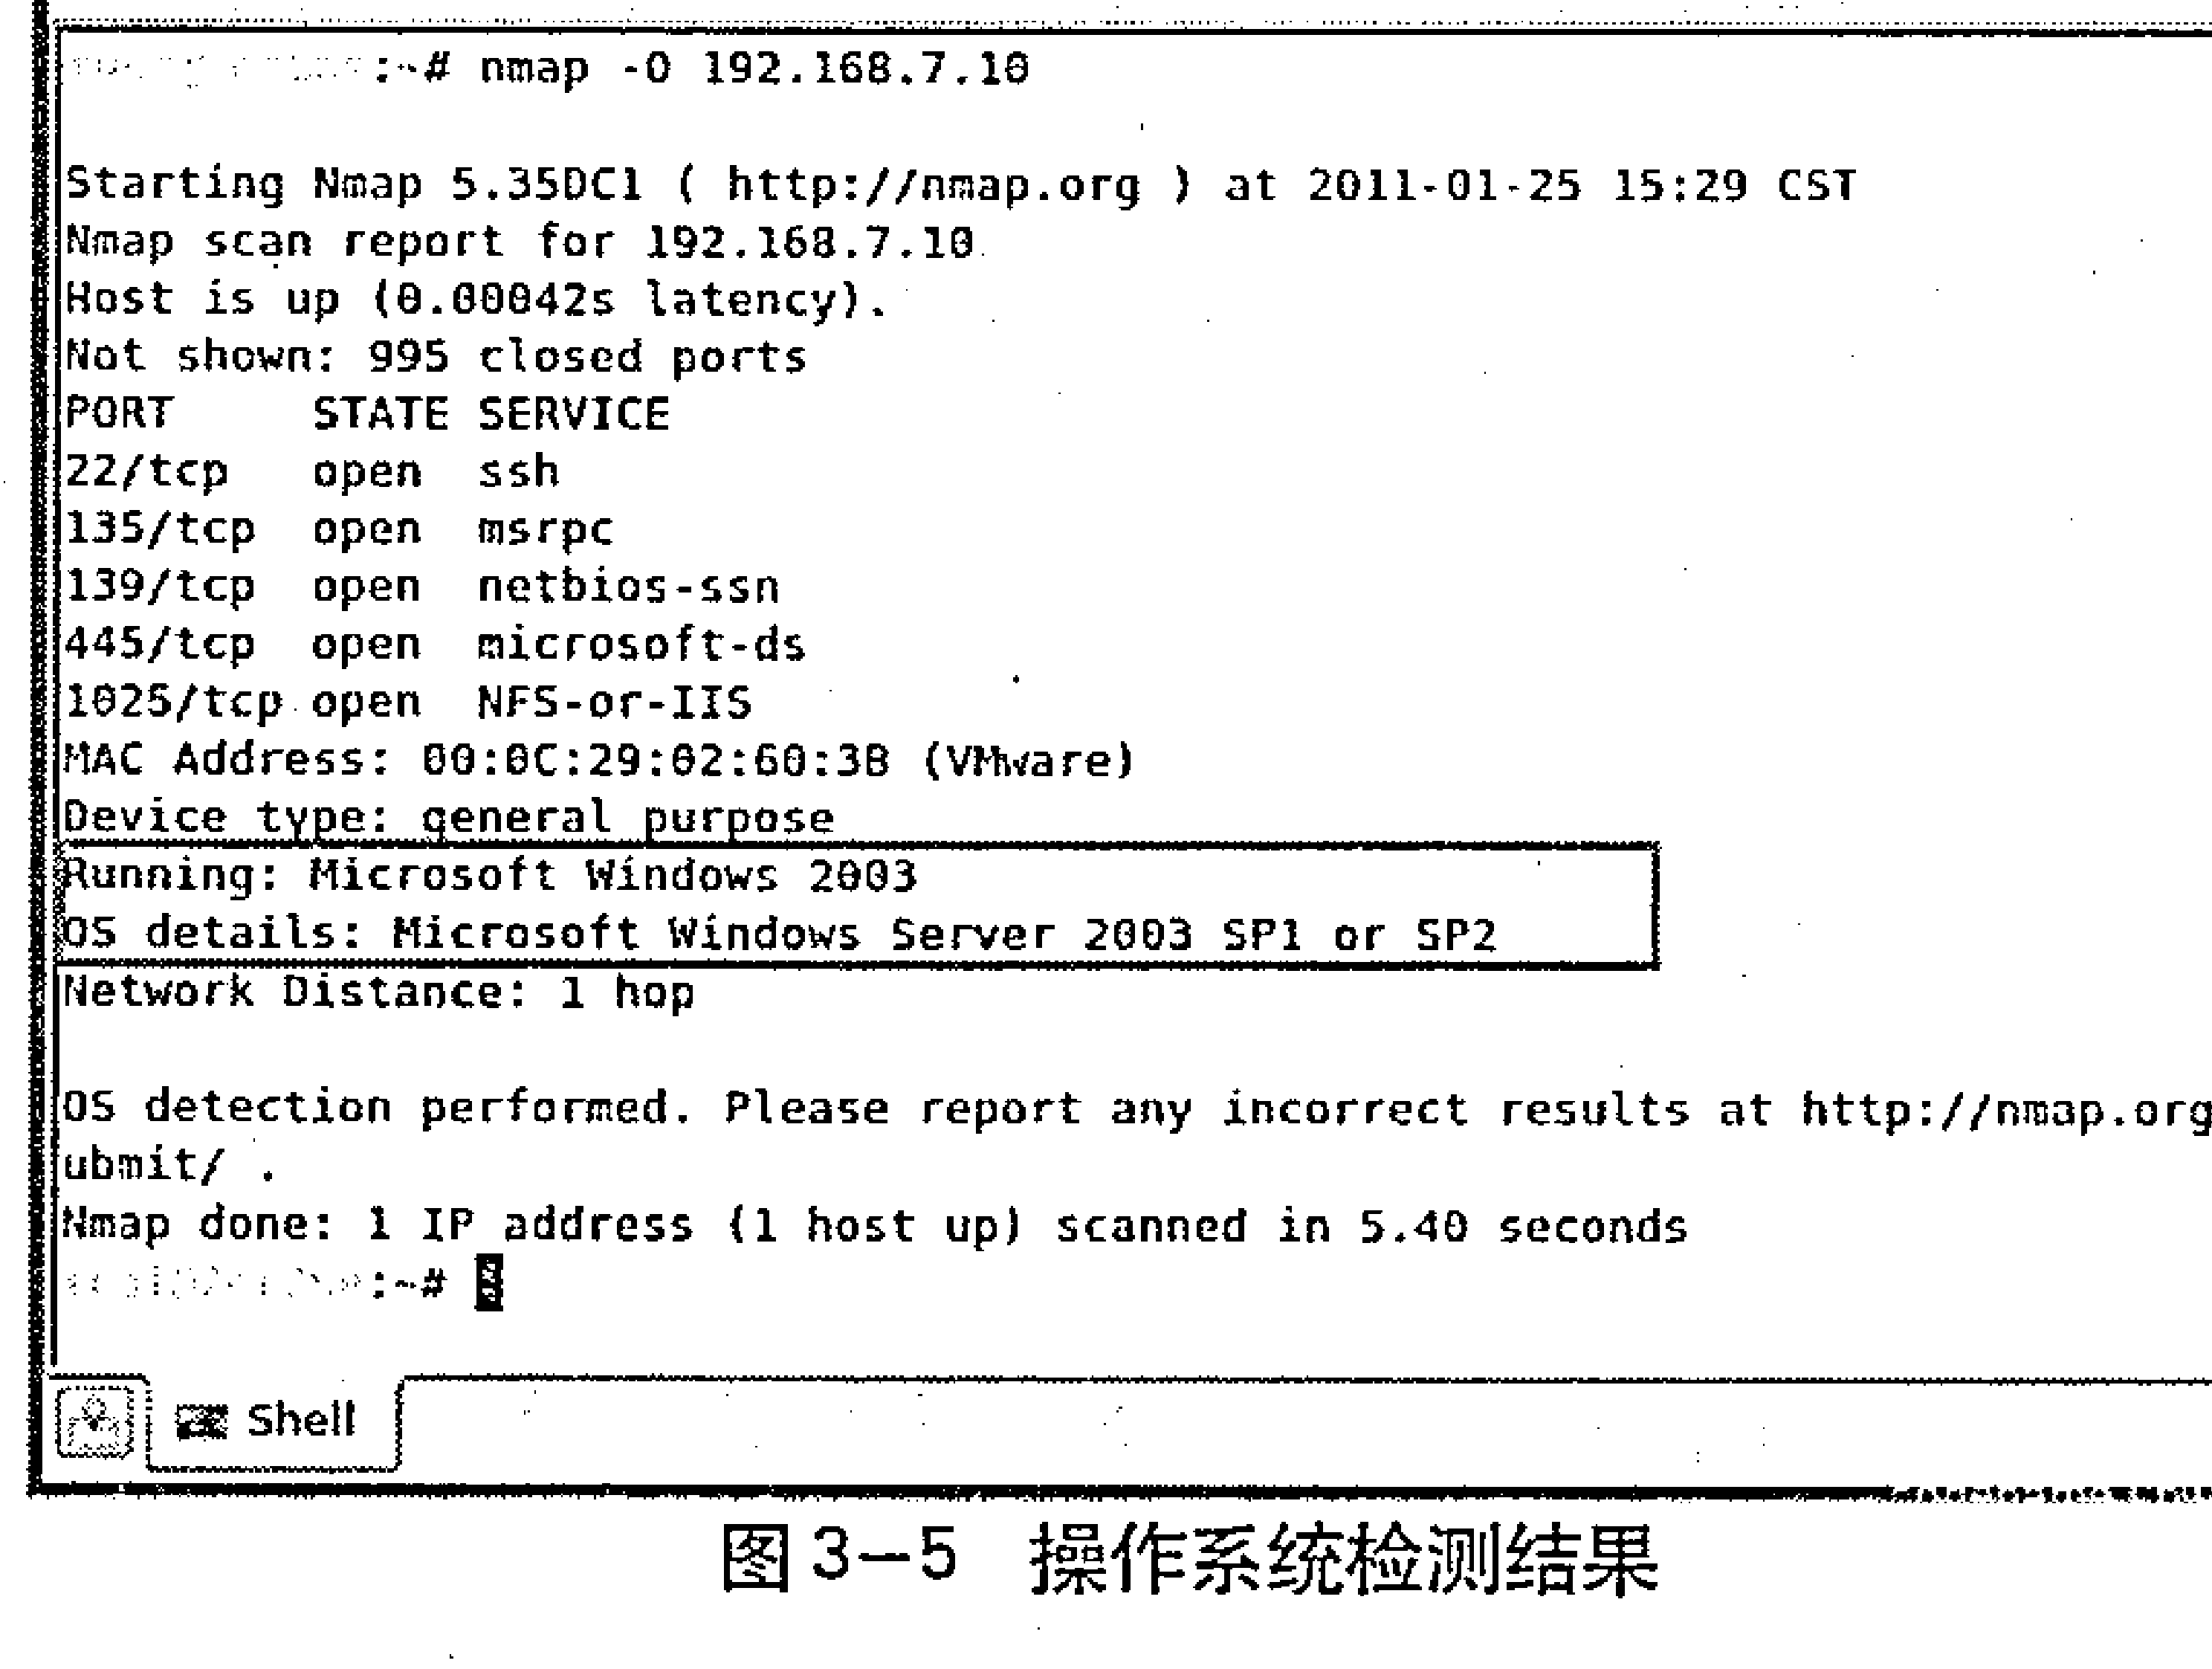 :~# nmap -O 192.168.7.10
Starting Nmap 5.35DC1 ( http://nmap.org ) at 2011-01-25 15:29 CST
Nmap scan report for 192.168.7.10
Host is up (0.00042s latency).
Not shown: 995 closed ports
PORT STATE SERVICE
22/tcp open ssh
135/tcp open msrpc
139/tcp open netbios-ssn
445/tcp open microsoft-ds
1025/tcp open NFS-or-IIS
MAC Address: 00:0C:29:02:60:3B (VMware)
Device type: general purpose
Running: Microsoft Windows 2003
OS details: Microsoft Windows Server 2003 SP1 or SP2
Network Distance: 1 hop
OS detection performed. Please report any incorrect results at http://nmap.org
ubmit/ .
Nmap done: 1 IP address (1 host up) scanned in 5.40 seconds
:~#
Shell
图 3—5 操作系统检测结果